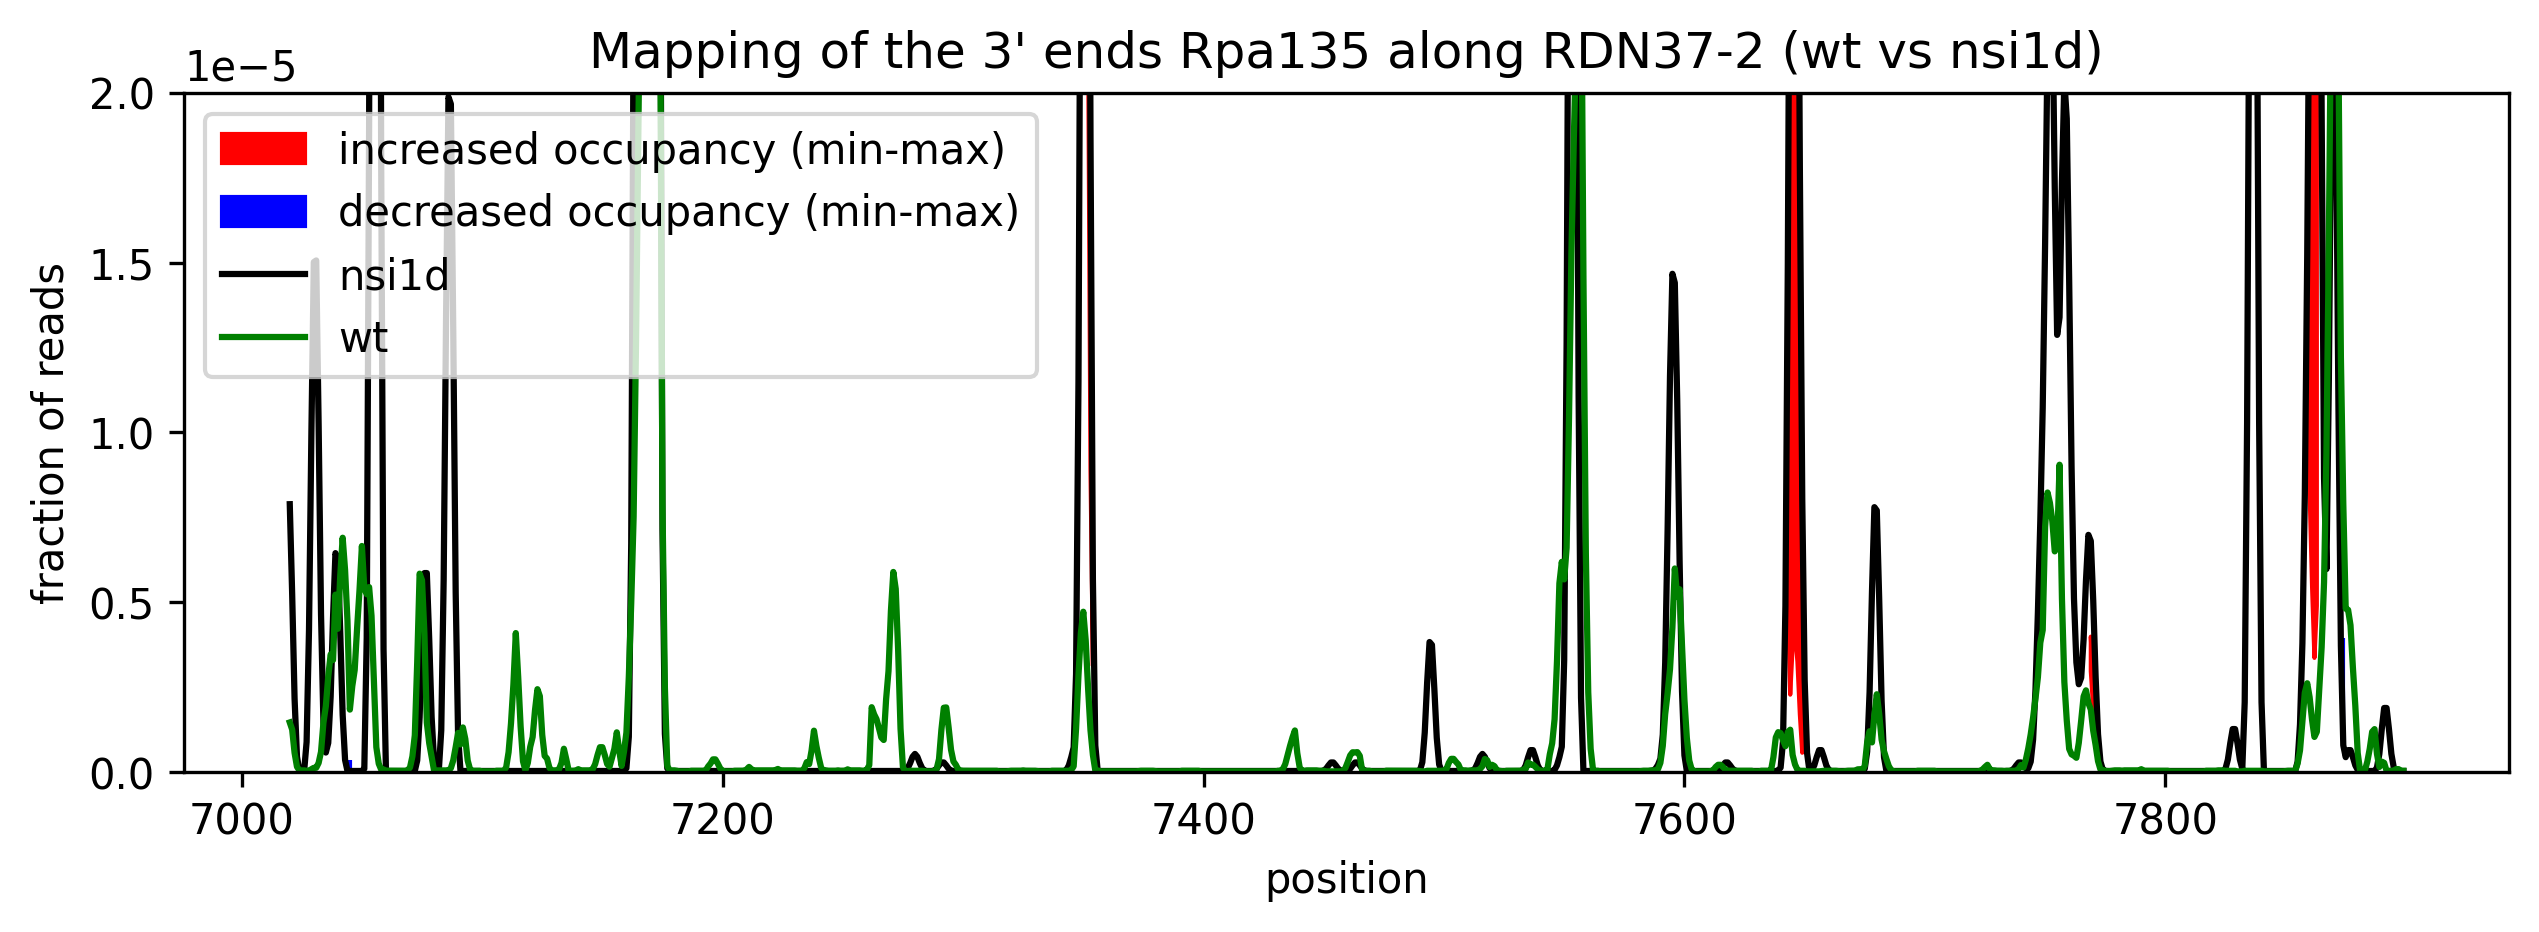 Mapping of the 3' ends Rpa135 along RDN37-2 (wt vs nsi1d)
1e−5
2.0
1.5
1.0
0.5
0.0
fraction of reads
increased occupancy (min-max)
decreased occupancy (min-max)
nsi1d
wt
7000 7200 7400 7600 7800
position